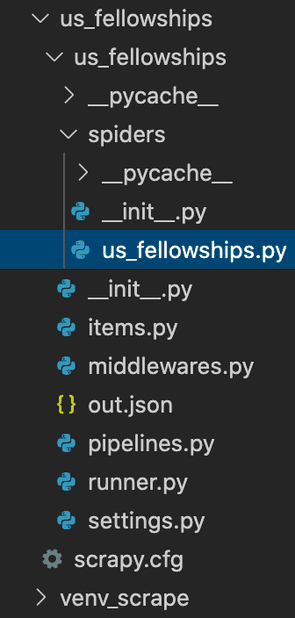 us_fellowships
us_fellowships
__pycache__
spiders
__pycache__
__init__.py
us_fellowships.py
__init__.py
items.py
middlewares.py
{} out.json
pipelines.py
runner.py
settings.py
scrapy.cfg
venv_scrape